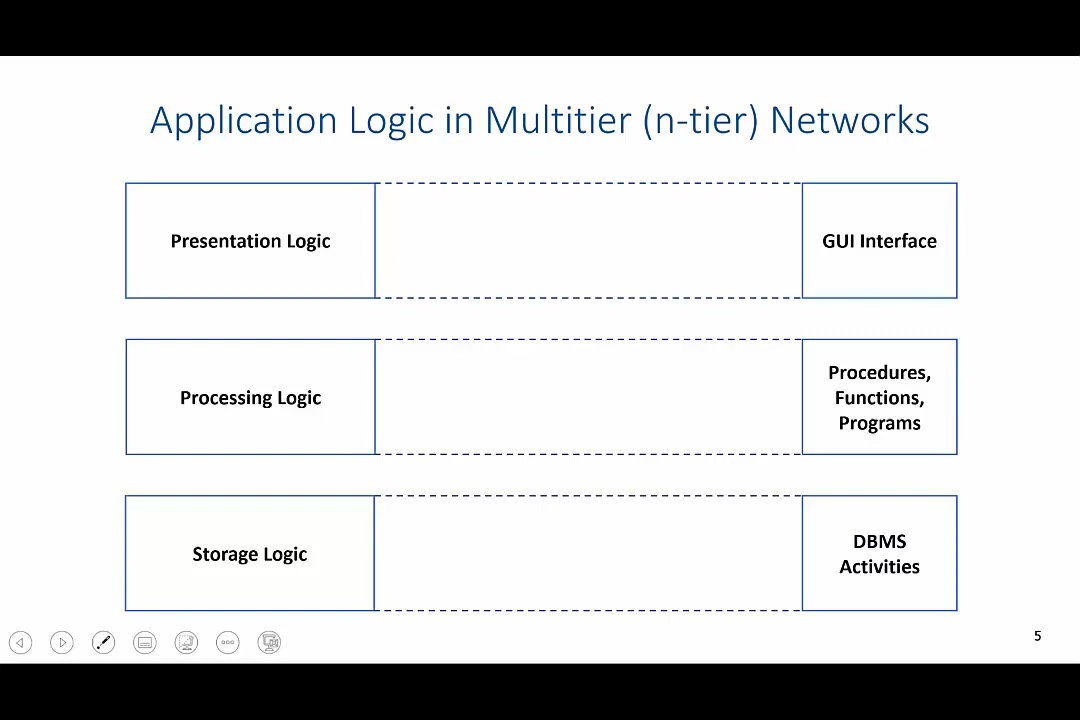 Application Logic in Multitier (n-tier) Networks
Presentation Logic
GUI Interface
Processing Logic
Procedures,
Functions,
Programs
Storage Logic
DBMS
Activities
5